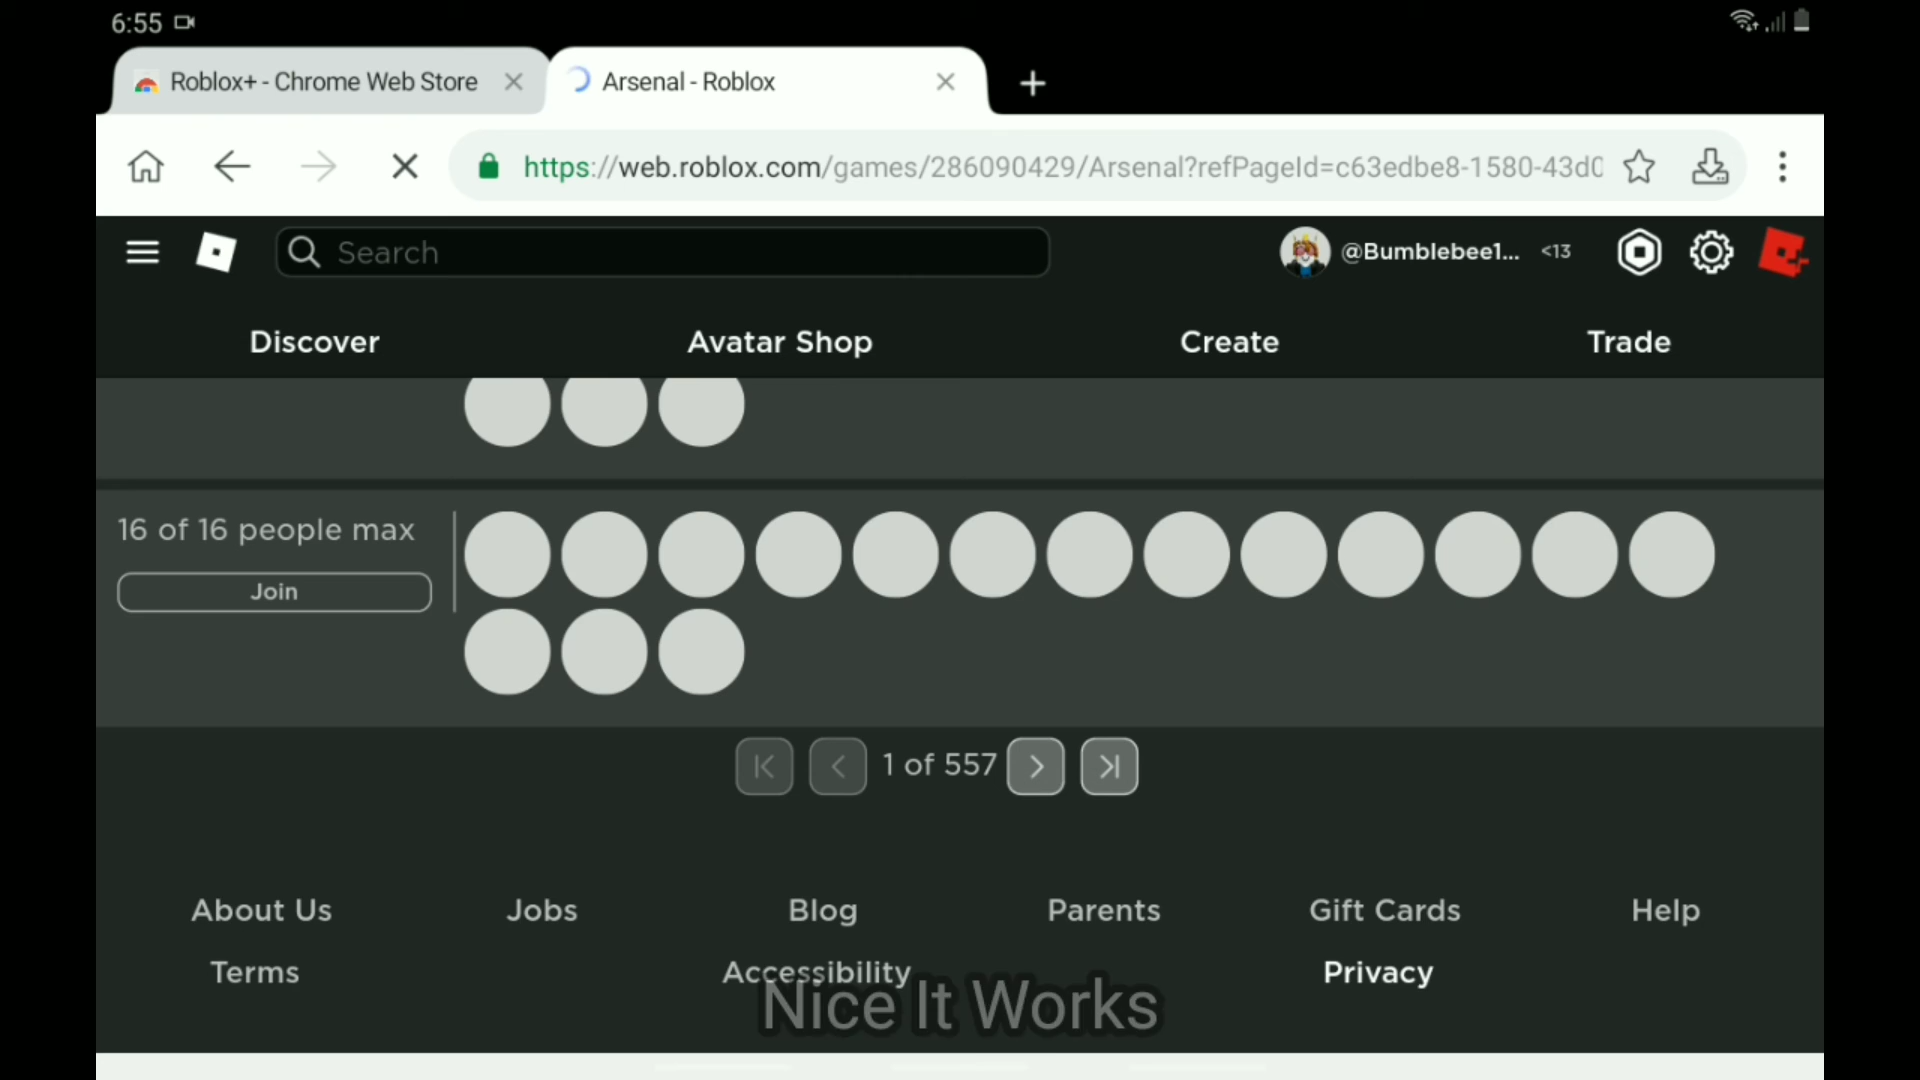 6:55
Roblox+ - Chrome Web Store
Arsenal - Roblox
https://web.roblox.com/games/286090429/Arsenal?refPageId=c63edbe8-1580-43d0
Search
@Bumblebee1... <13
Discover Avatar Shop Create Trade
16 of 16 people max
Join
1 of 557
About Us Jobs Blog Parents Gift Cards Help
Terms Accessibility Privacy
Nice It Works